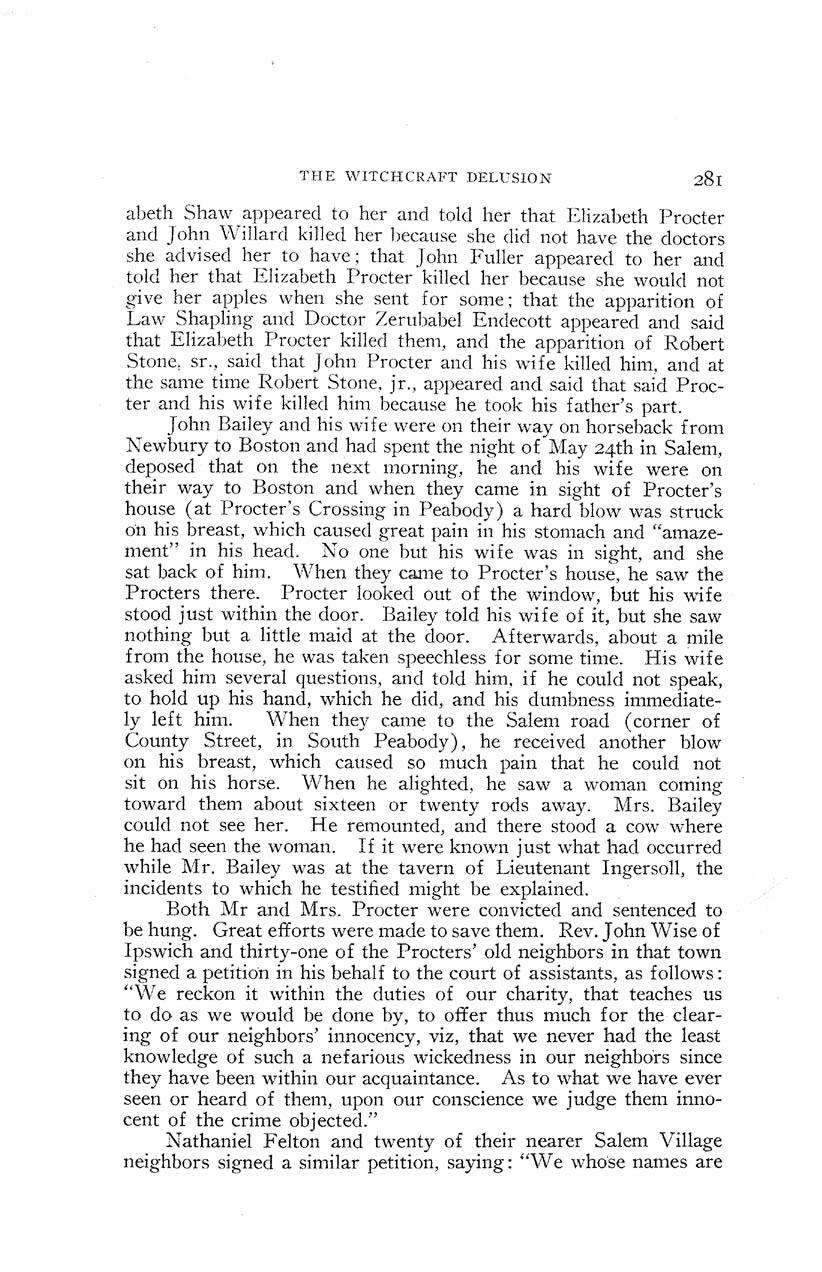 THE WITCHCRAFT DELUSION 281
abeth Shaw appeared to her and told her that Elizabeth Procter
and John Willard killed her because she did not have the doctors
she advised her to have; that John Fuller appeared to her and
told her that Elizabeth Procter killed her because she would not
give her apples when she sent for some; that the apparition of
Law Shapling and Doctor Zerubabel Endecott appeared and said
that Elizabeth Procter killed them, and the apparition of Robert
Stone, sr., said that John Procter and his wife killed him, and at
the same time Robert Stone, jr., appeared and said that said Proc-
ter and his wife killed him because he took his father's part.
John Bailey and his wife were on their way on horseback from
Newbury to Boston and had spent the night of May 24th in Salem,
deposed that on the next morning, he and his wife were on
their way to Boston and when they came in sight of Procter's
house (at Procter's Crossing in Peabody) a hard blow was struck
on his breast, which caused great pain in his stomach and "amaze-
ment" in his head. No one but his wife was in sight, and she
sat back of him. When they came to Procter's house, he saw the
Procters there. Procter looked out of the window, but his wife
stood just within the door. Bailey told his wife of it, but she saw
nothing but a little maid at the door. Afterwards, about a mile
from the house, he was taken speechless for some time. His wife
asked him several questions, and told him, if he could not speak,
to hold up his hand, which he did, and his dumbness immediate-
ly left him. When they came to the Salem road (corner of
County Street, in South Peabody), he received another blow
on his breast, which caused so much pain that he could not
sit on his horse. When he alighted, he saw a woman coming
toward them about sixteen or twenty rods away. Mrs. Bailey
could not see her. He remounted, and there stood a cow where
he had seen the woman. If it were known just what had occurred
while Mr. Bailey was at the tavern of Lieutenant Ingersoll, the
incidents to which he testified might be explained.
Both Mr and Mrs. Procter were convicted and sentenced to
be hung. Great efforts were made to save them. Rev. John Wise of
Ipswich and thirty-one of the Procters' old neighbors in that town
signed a petition in his behalf to the court of assistants, as follows:
"We reckon it within the duties of our charity, that teaches us
to do as we would be done by, to offer thus much for the clear-
ing of our neighbors' innocency, viz, that we never had the least
knowledge of such a nefarious wickedness in our neighbors since
they have been within our acquaintance. As to what we have ever
seen or heard of them, upon our conscience we judge them inno-
cent of the crime objected."
Nathaniel Felton and twenty of their nearer Salem Village
neighbors signed a similar petition, saying: "We whose names are